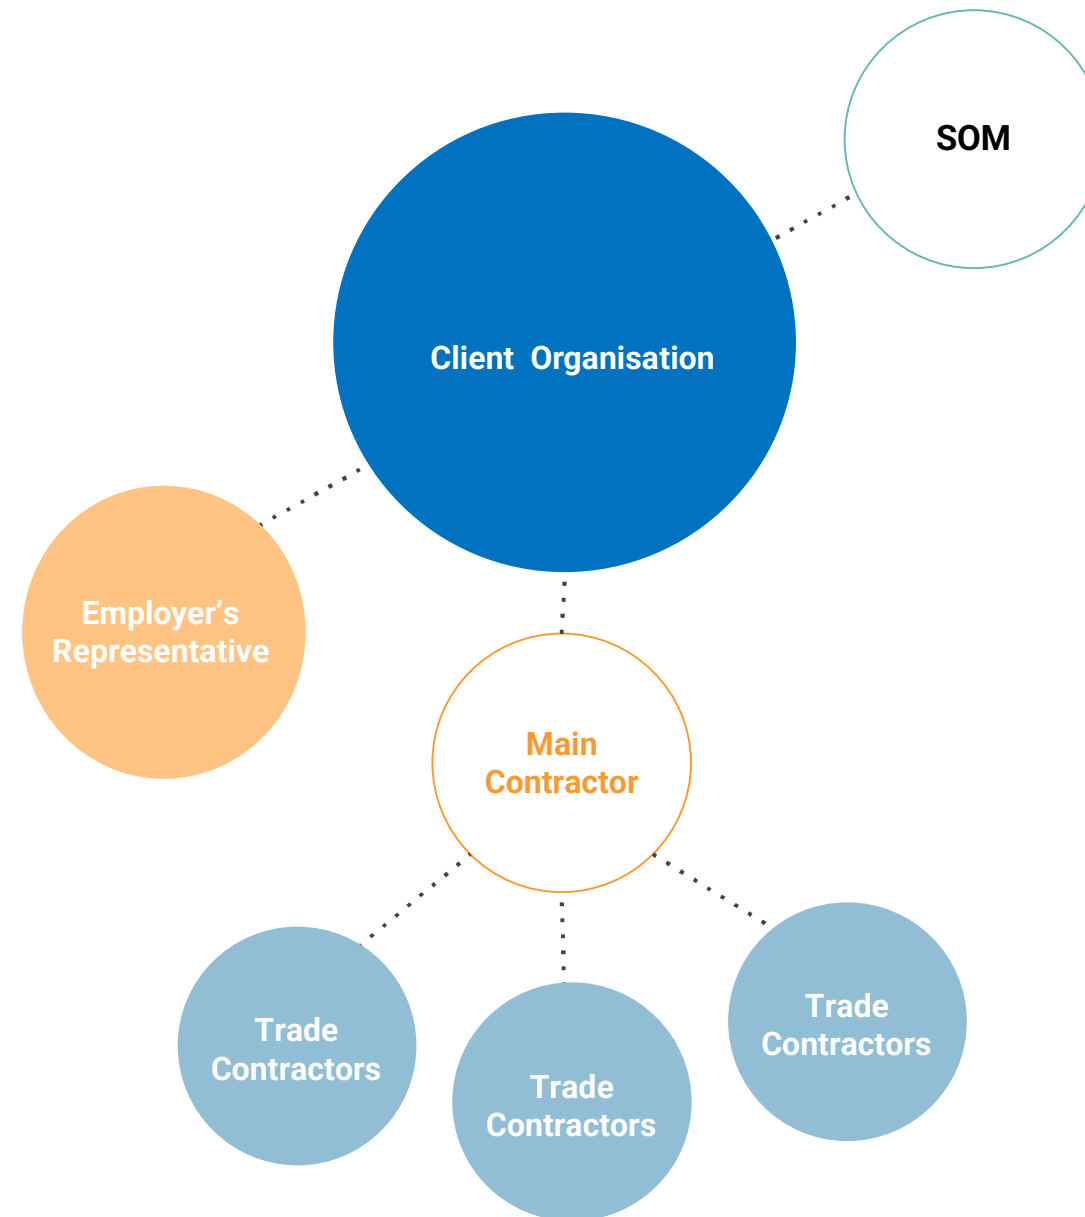 SOM
Client  Organisation
Employer’s
Representative
Main
Contractor
Trade
Contractors
Trade
Contractors
Trade
Contractors